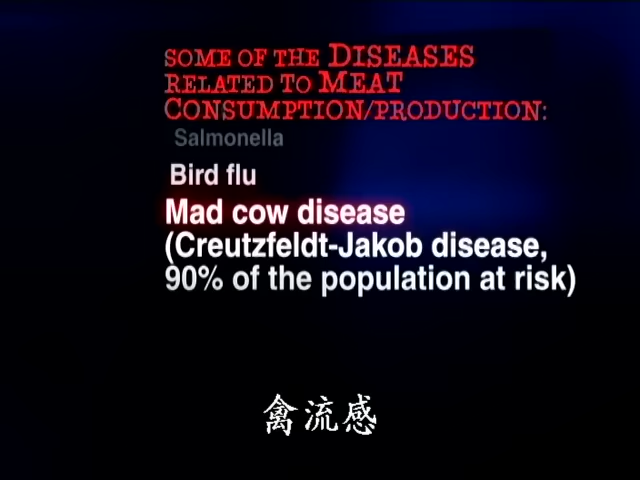 SOME OF THE DISEASES
RELATED TO MEAT
CONSUMPTION/PRODUCTION:
Salmonella
Bird flu
Mad cow disease
(Creutzfeldt-Jakob disease,
90% of the population at risk)
禽流感